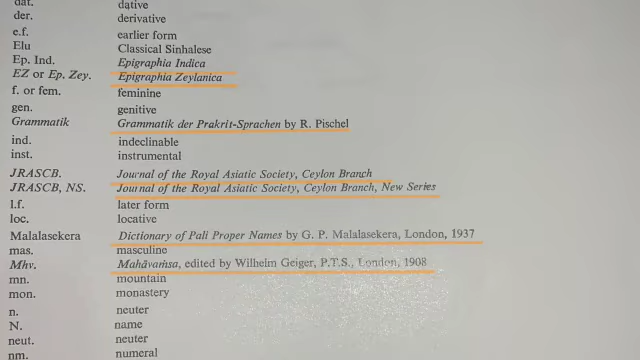 dat. dative
der. derivative
e.f. earlier form
Elu Classical Sinhalese
Ep. Ind. Epigraphia Indica
EZ or Ep. Zey. Epigraphia Zeylanica
f. or fem. feminine
gen. genitive
Grammatik Grammatik der Prakrit-Sprachen by R. Pischel
ind. indeclinable
inst. instrumental
JRASCB. Journal of the Royal Asiatic Society, Ceylon Branch
JRASCB, NS. Journal of the Royal Asiatic Society, Ceylon Branch, New Series
l.f. later form
loc. locative
Malalasekera Dictionary of Pali Proper Names by G. P. Malalasekera, London, 1937
mas. masculine
Mhv. Mahāvaṁsa, edited by Wilhelm Geiger, P.T.S., London, 1908
mn. mountain
mon. monastery
n. neuter
N. name
neut. neuter
nm. numeral